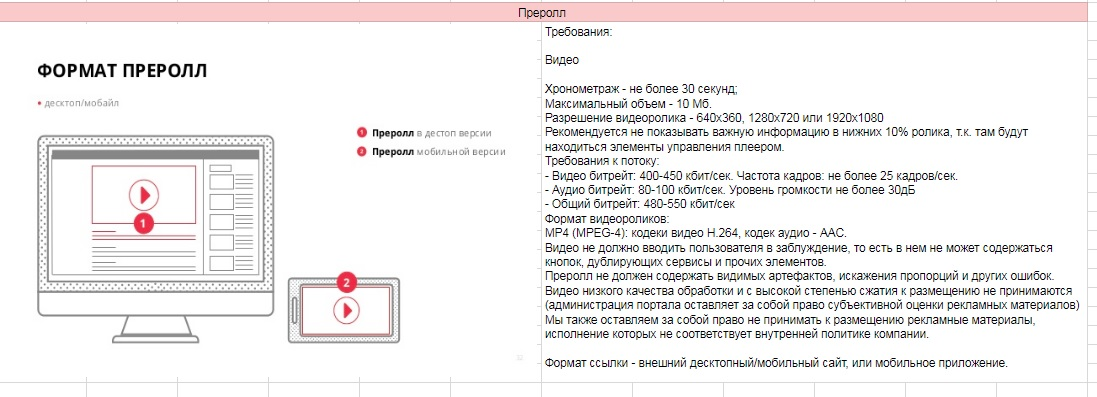 Преролл
ФОРМАТ ПРЕРОЛЛ
• десктоп/мобайл
1 Преролл в дестоп версии
2 Преролл мобильной версии
1
2
Требования:
Видео
Хронометраж - не более 30 секунд;
Максимальный объем - 10 Мб.
Разрешение видеоролика - 640x360, 1280x720 или 1920x1080
Рекомендуется не показывать важную информацию в нижних 10% ролика, т.к. там будут
находиться элементы управления плеером.
Требования к потоку:
- Видео битрейт: 400-450 кбит/сек. Частота кадров: не более 25 кадров/сек.
- Аудио битрейт: 80-100 кбит/сек. Уровень громкости не более 30дБ
- Общий битрейт: 480-550 кбит/сек
Формат видеороликов:
MP4 (MPEG-4): кодеки видео H.264, кодек аудио - AAC.
Видео не должно вводить пользователя в заблуждение, то есть в нем не может содержаться
кнопок, дублирующих сервисы и прочих элементов.
Преролл не должен содержать видимых артефактов, искажения пропорций и других ошибок.
Видео низкого качества обработки и с высокой степенью сжатия к размещению не принимаются
(администрация портала оставляет за собой право субъективной оценки рекламных материалов)
Мы также оставляем за собой право не принимать к размещению рекламные материалы,
исполнение которых не соответствует внутренней политике компании.
Формат ссылки - внешний десктопный/мобильный сайт, или мобильное приложение.